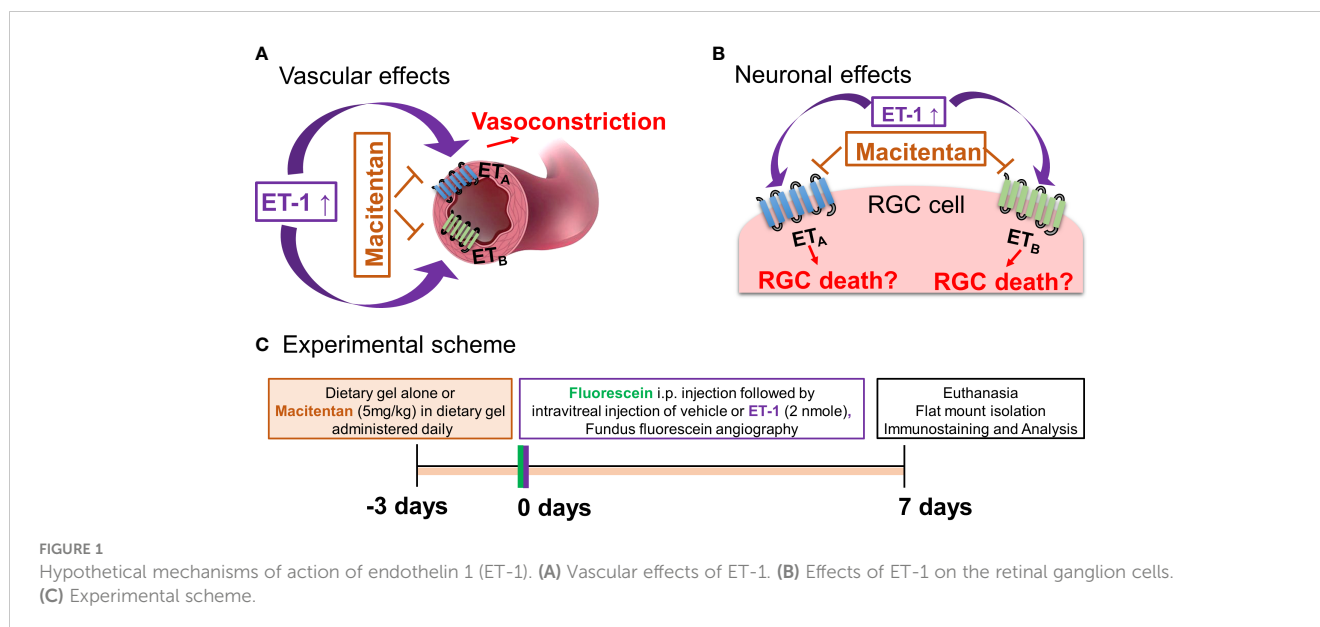 A
Vascular effects
ET-1 ↑
Macitentan
Vasoconstriction
ETA
ETB
B
Neuronal effects
ET-1 ↑
Macitentan
RGC cell
ETA
ETB
RGC death?
RGC death?
C Experimental scheme
Dietary gel alone or
Macitentan (5mg/kg) in dietary gel
administered daily
Fluorescein i.p. injection followed by
intravitreal injection of vehicle or ET-1 (2 nmole),
Fundus fluorescein angiography
Euthanasia
Flat mount isolation
Immunostaining and Analysis
-3 days
0 days
7 days
FIGURE 1
Hypothetical mechanisms of action of endothelin 1 (ET-1). (A) Vascular effects of ET-1. (B) Effects of ET-1 on the retinal ganglion cells.
(C) Experimental scheme.